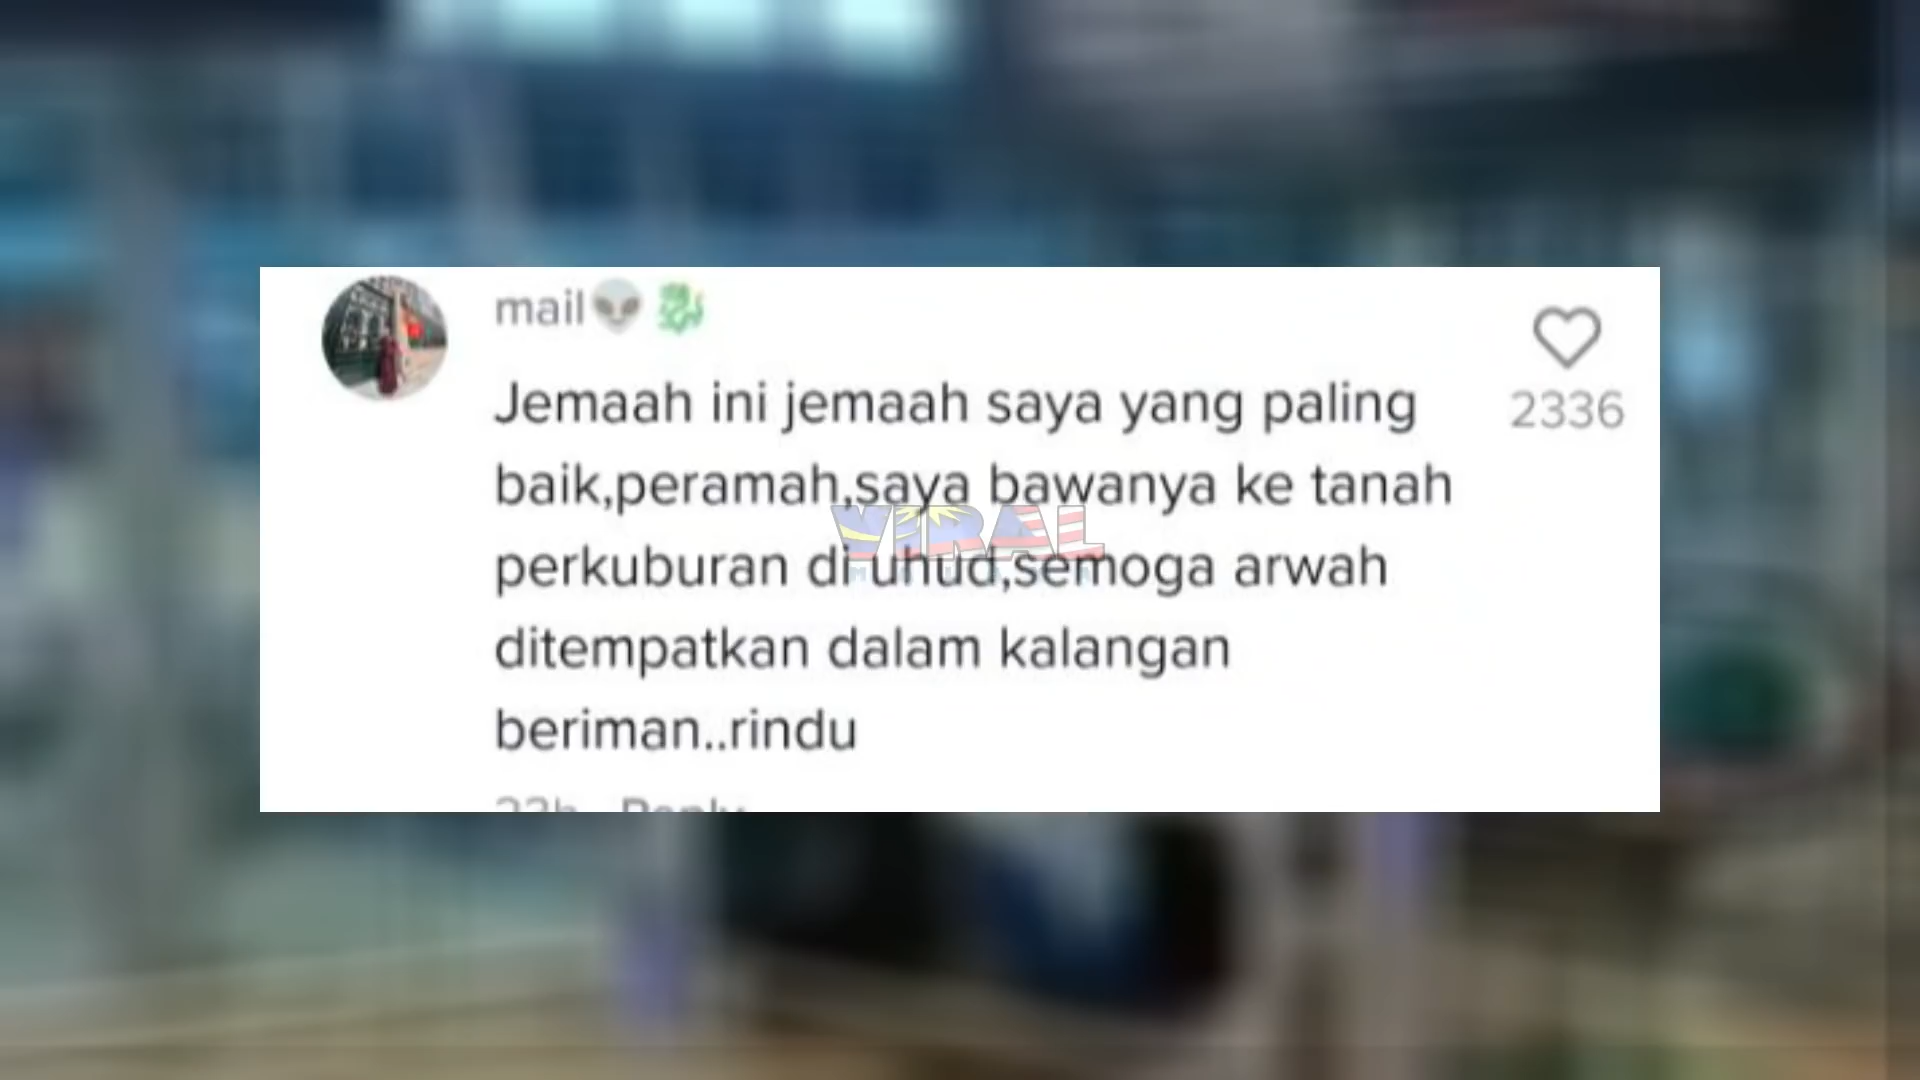 mail👽🐉
Jemaah ini jemaah saya yang paling
baik,peramah,saya bawanya ke tanah
perkuburan di uhud,semoga arwah
ditempatkan dalam kalangan
beriman..rindu
2336
VIRAL
Reply